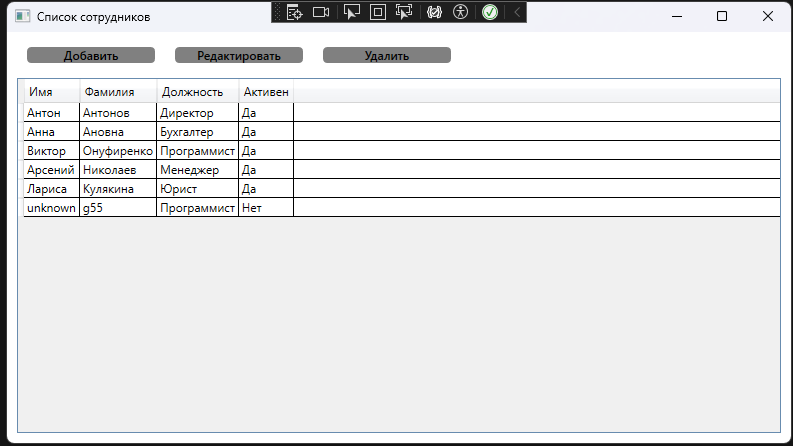 Список сотрудников
Добавить Редактировать Удалить
Имя Фамилия Должность Активен
Антон Антонов Директор Да
Анна Ановна Бухгалтер Да
Виктор Онуфиренко Программист Да
Арсений Николаев Менеджер Да
Лариса Кулякина Юрист Да
unknown g55 Программист Нет